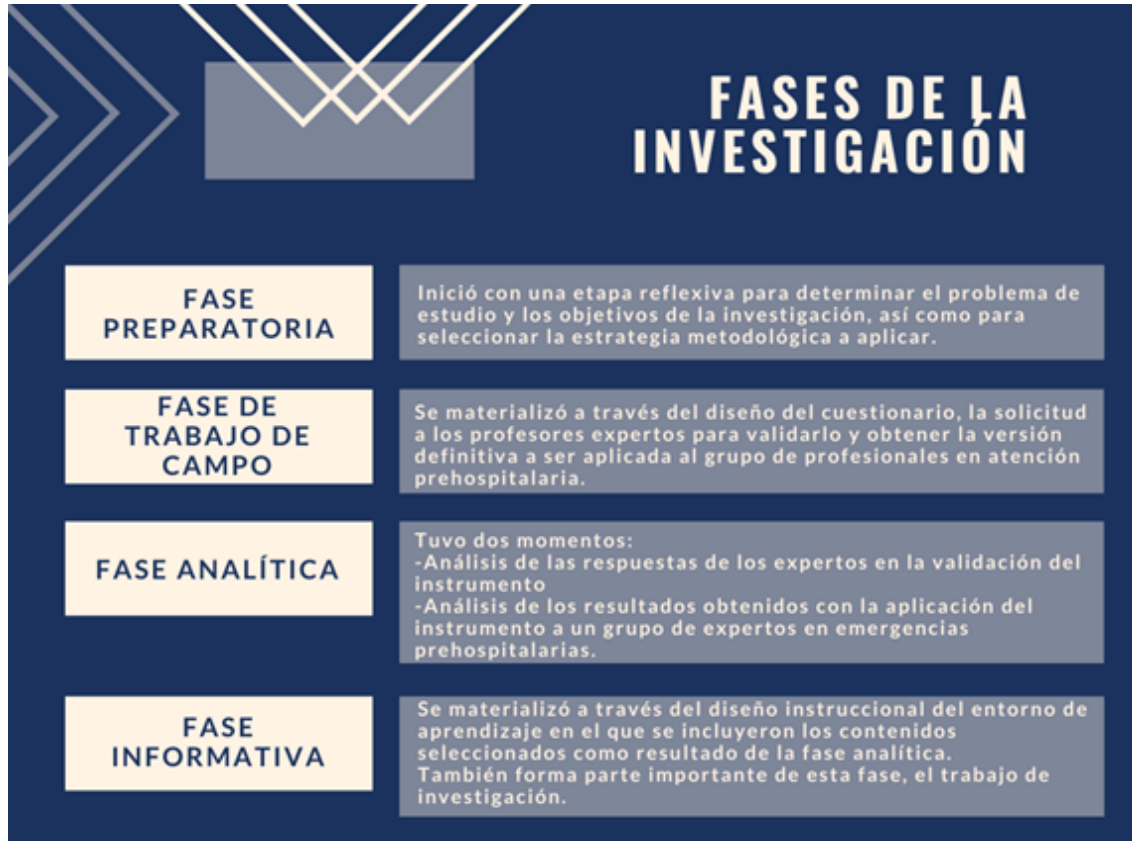 FASES DE LA
INVESTIGACIÓN
FASE
PREPARATORIA
Inició con una etapa reflexiva para determinar el problema de
estudio y los objetivos de la investigación, así como para
seleccionar la estrategia metodológica a aplicar.
FASE DE
TRABAJO DE
CAMPO
Se materializó a través del diseño del cuestionario, la solicitud
a los profesores expertos para validarlo y obtener la versión
definitiva a ser aplicada al grupo de profesionales en atención
prehospitalaria.
FASE ANALÍTICA
Tuvo dos momentos:
-Análisis de las respuestas de los expertos en la validación del
instrumento
-Análisis de los resultados obtenidos con la aplicación del
instrumento a un grupo de expertos en emergencias
prehospitalarias.
FASE
INFORMATIVA
Se materializó a través del diseño instruccional del entorno de
aprendizaje en el que se incluyeron los contenidos
seleccionados como resultado de la fase analítica.
También forma parte importante de esta fase, el trabajo de
investigación.